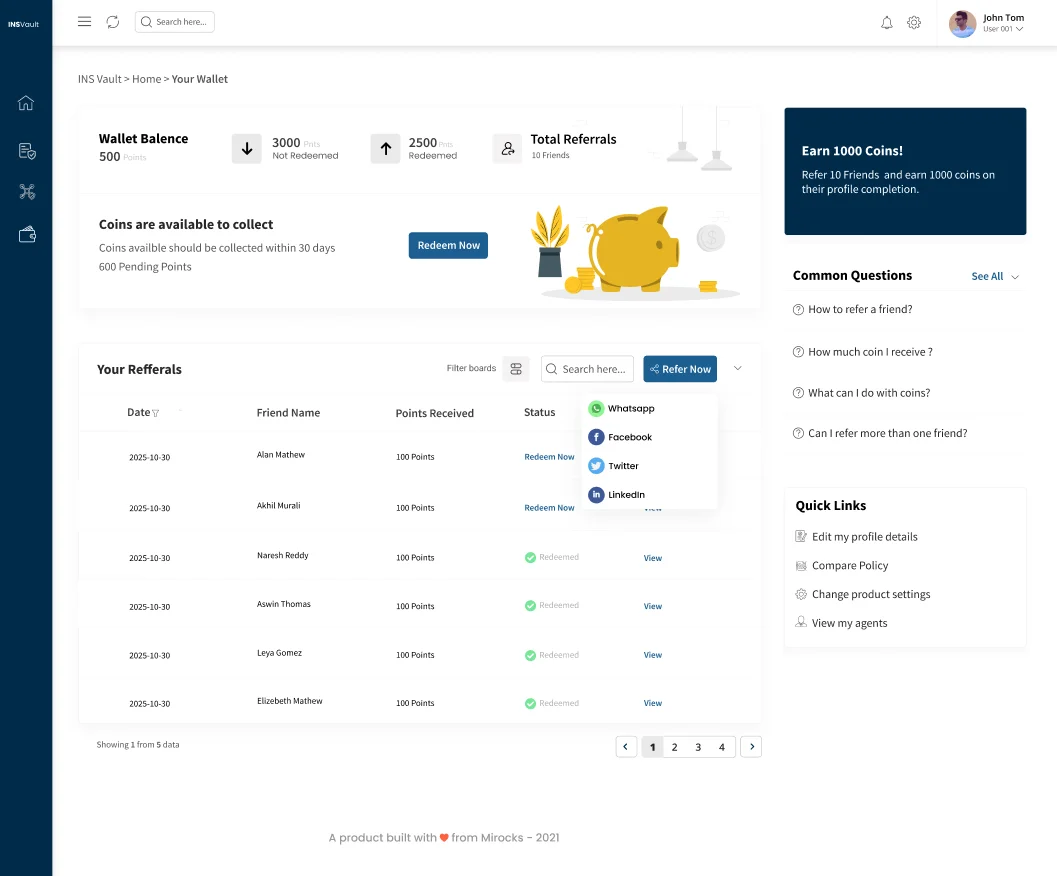 INSVault
Search here...
John Tom
User 001
INS Vault > Home > Your Wallet
Wallet Balence
500 Points
3000 Pnts
Not Redeemed
2500 Pnts
Redeemed
Total Referrals
10 Friends
Coins are available to collect
Coins availble should be collected within 30 days
600 Pending Points
Redeem Now
Earn 1000 Coins!
Refer 10 Friends and earn 1000 coins on
their profile completion.
Common Questions
See All
How to refer a friend?
How much coin I receive ?
What can I do with coins?
Can I refer more than one friend?
Quick Links
Edit my profile details
Compare Policy
Change product settings
View my agents
Your Refferals
Filter boards
Search here...
Refer Now
Whatsapp
Facebook
Twitter
LinkedIn
Date Friend Name Points Received Status
2025-10-30 Alan Mathew 100 Points Redeem Now
2025-10-30 Akhil Murali 100 Points Redeem Now
2025-10-30 Naresh Reddy 100 Points Redeemed View
2025-10-30 Aswin Thomas 100 Points Redeemed View
2025-10-30 Leya Gomez 100 Points Redeemed View
2025-10-30 Elizebeth Mathew 100 Points Redeemed View
Showing 1 from 5 data
1 2 3 4
A product built with from Mirocks - 2021